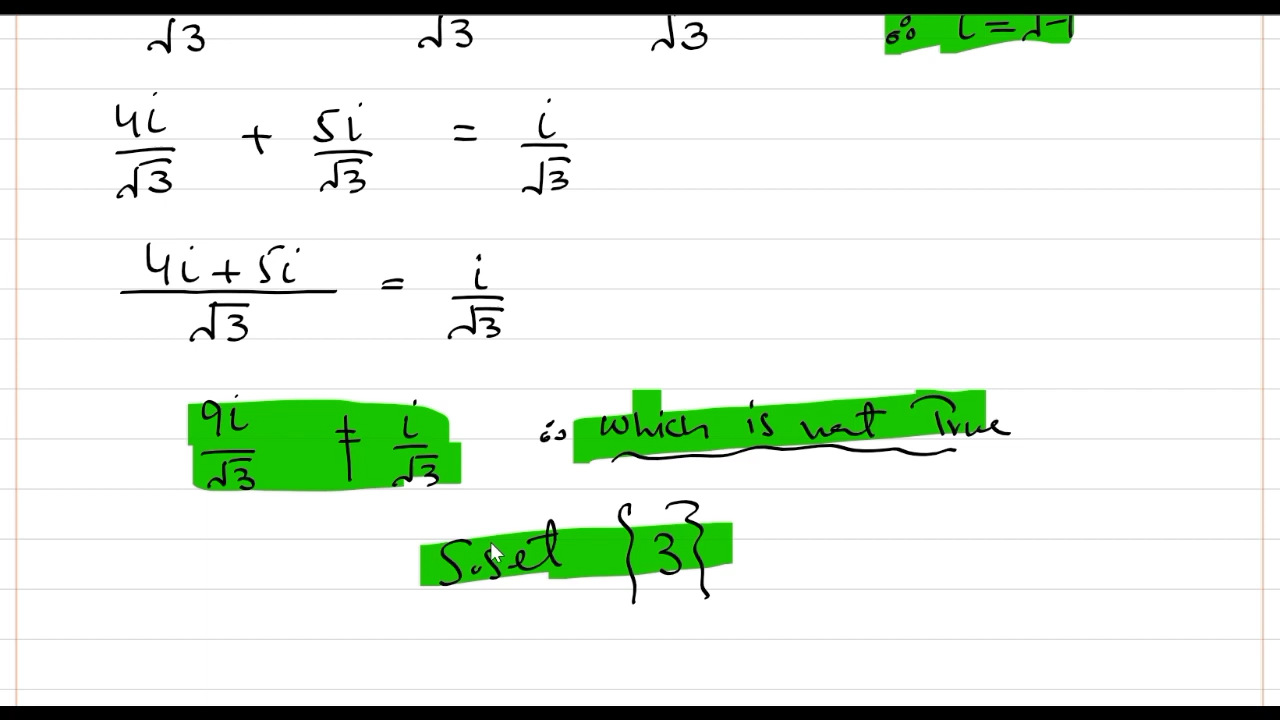 √3 √3 √3 ∵ i = √-1
4i/√3 + 5i/√3 = i/√3
(4i + 5i)/√3 = i/√3
9i/√3 ≠ i/√3 ∴ which is not True
S.set {3}